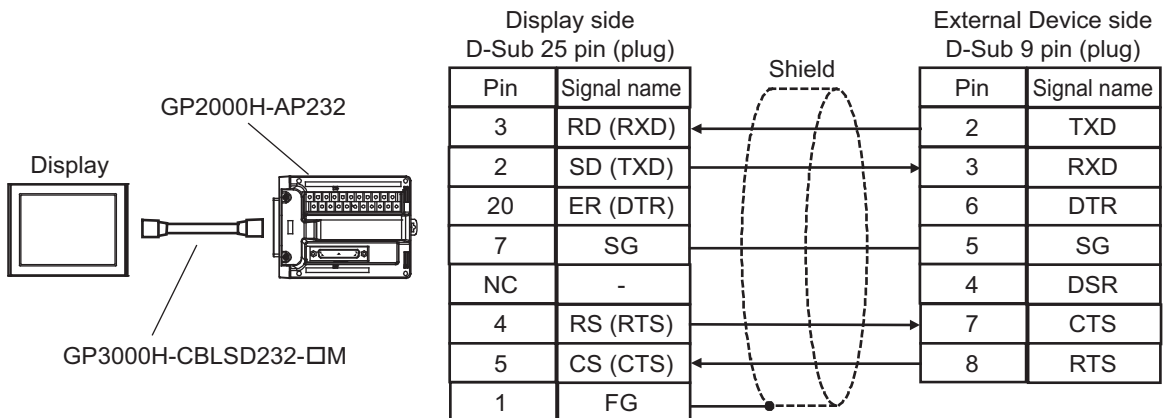 GP2000H-AP232
Display
GP3000H-CBLSD232-□M
Display side
D-Sub 25 pin (plug)
Pin Signal name
3 RD (RXD)
2 SD (TXD)
20 ER (DTR)
7 SG
NC -
4 RS (RTS)
5 CS (CTS)
1 FG
Shield
External Device side
D-Sub 9 pin (plug)
Pin Signal name
2 TXD
3 RXD
6 DTR
5 SG
4 DSR
7 CTS
8 RTS